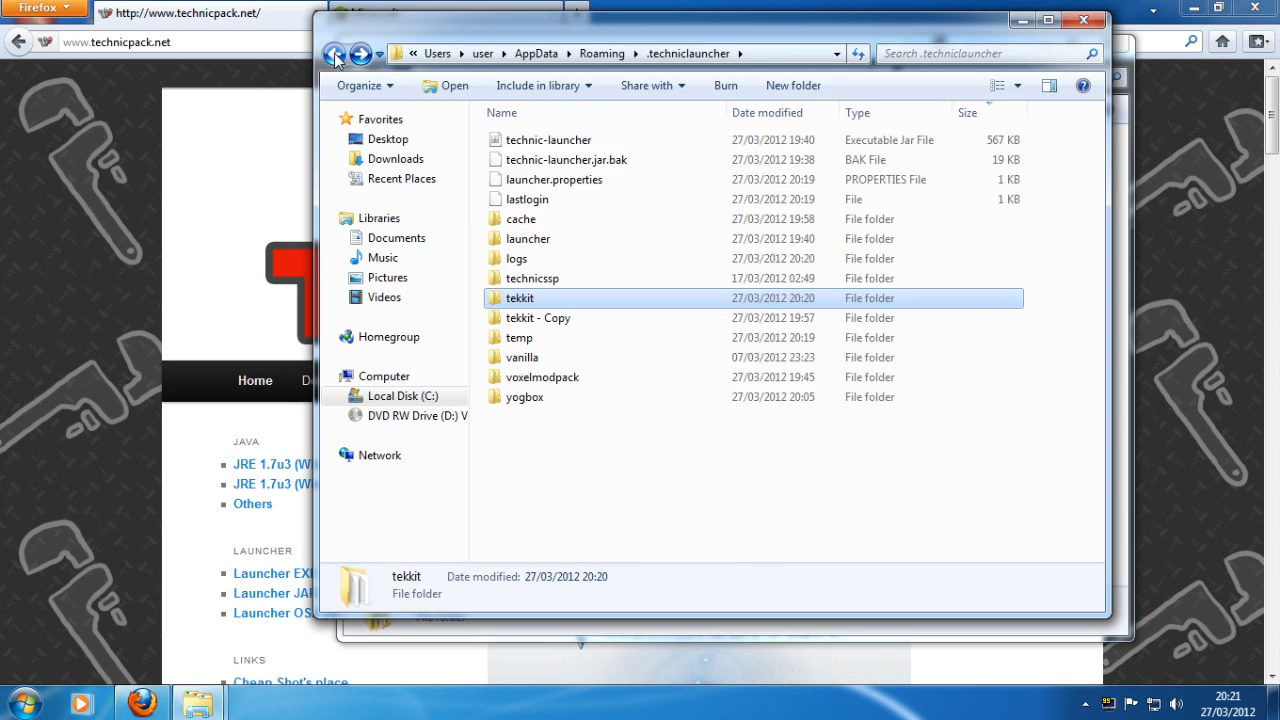 Firefox
http://www.technicpack.net/
www.technicpack.net
« Users user AppData Roaming .techniclauncher
Search .techniclauncher
Organize Open Include in library Share with Burn New folder
Favorites
Desktop
Downloads
Recent Places
Libraries
Documents
Music
Pictures
Videos
Homegroup
Computer
Local Disk (C:)
DVD RW Drive (D:) V
Network
Name Date modified Type Size
technic-launcher 27/03/2012 19:40 Executable Jar File 567 KB
technic-launcher.jar.bak 27/03/2012 19:38 BAK File 19 KB
launcher.properties 27/03/2012 20:19 PROPERTIES File 1 KB
lastlogin 27/03/2012 20:19 File 1 KB
cache 27/03/2012 19:58 File folder
launcher 27/03/2012 19:40 File folder
logs 27/03/2012 20:20 File folder
technicssp 17/03/2012 02:49 File folder
tekkit 27/03/2012 20:20 File folder
tekkit - Copy 27/03/2012 19:57 File folder
temp 27/03/2012 20:19 File folder
vanilla 07/03/2012 23:23 File folder
voxelmodpack 27/03/2012 19:45 File folder
yogbox 27/03/2012 20:05 File folder
tekkit Date modified: 27/03/2012 20:20
File folder
Home D
JAVA
JRE 1.7u3 (Wi
JRE 1.7u3 (W
Others
LAUNCHER
Launcher EX
Launcher JA
Launcher OS
LINKS
Cheap Shot's place
20:21
27/03/2012